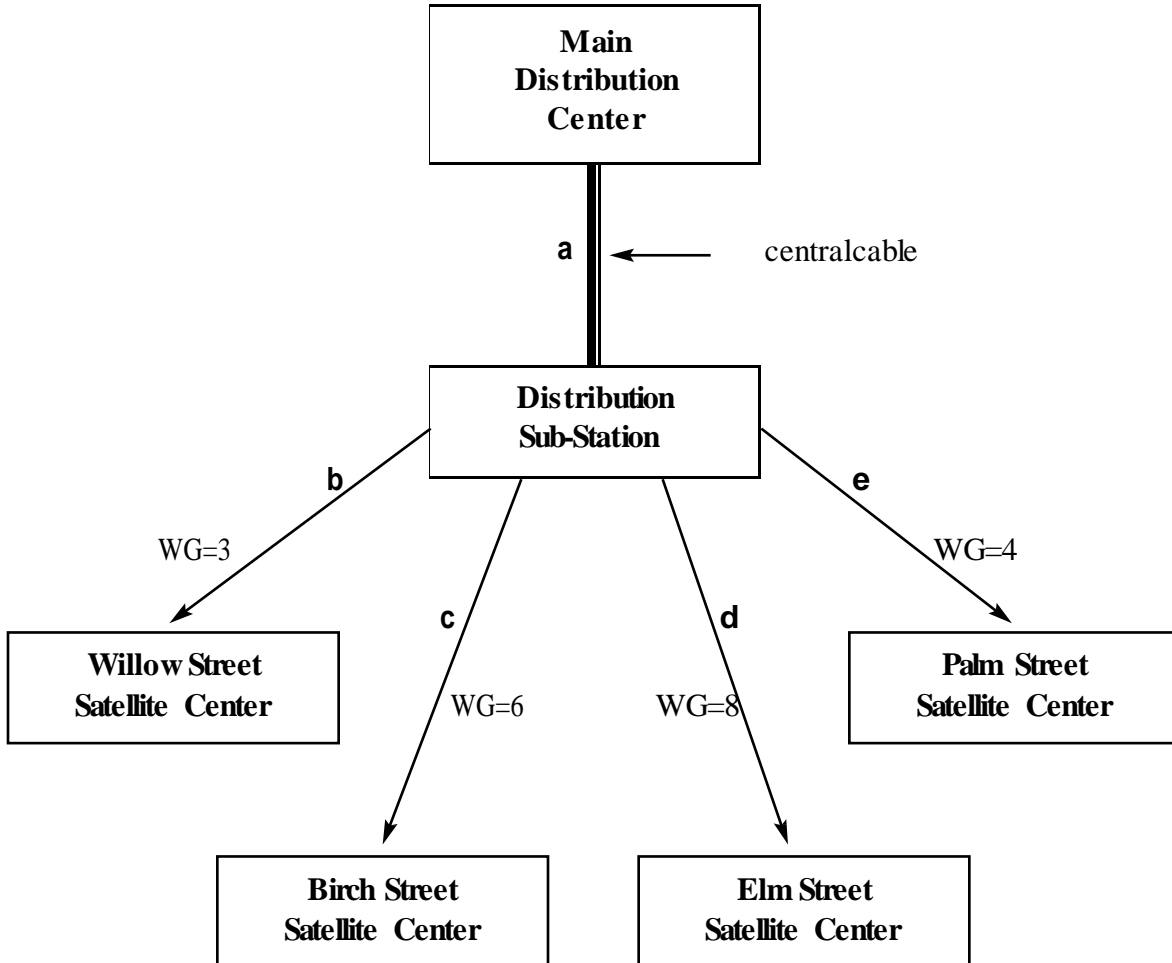 Main
Distribution
Center
a
centralcable
Distribution
Sub-Station
b
e
WG=3
WG=4
c
d
Willow Street
Satellite Center
Palm Street
Satellite Center
WG=6
WG=8
Birch Street
Satellite Center
Elm Street
Satellite Center